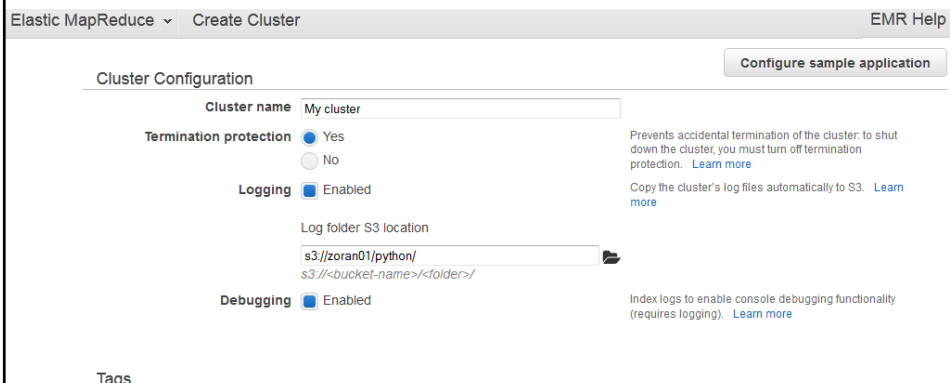 Elastic MapReduce Create Cluster EMR Help
Configure sample application
Cluster Configuration
Cluster name My cluster
Termination protection Yes
No
Prevents accidental termination of the cluster: to shut
down the cluster, you must turn off termination
protection. Learn more
Logging Enabled
Copy the cluster's log files automatically to S3. Learn
more
Log folder S3 location
s3://zoran01/python/
s3://<bucket-name>/<folder>/
Debugging Enabled
Index logs to enable console debugging functionality
(requires logging). Learn more
Tags